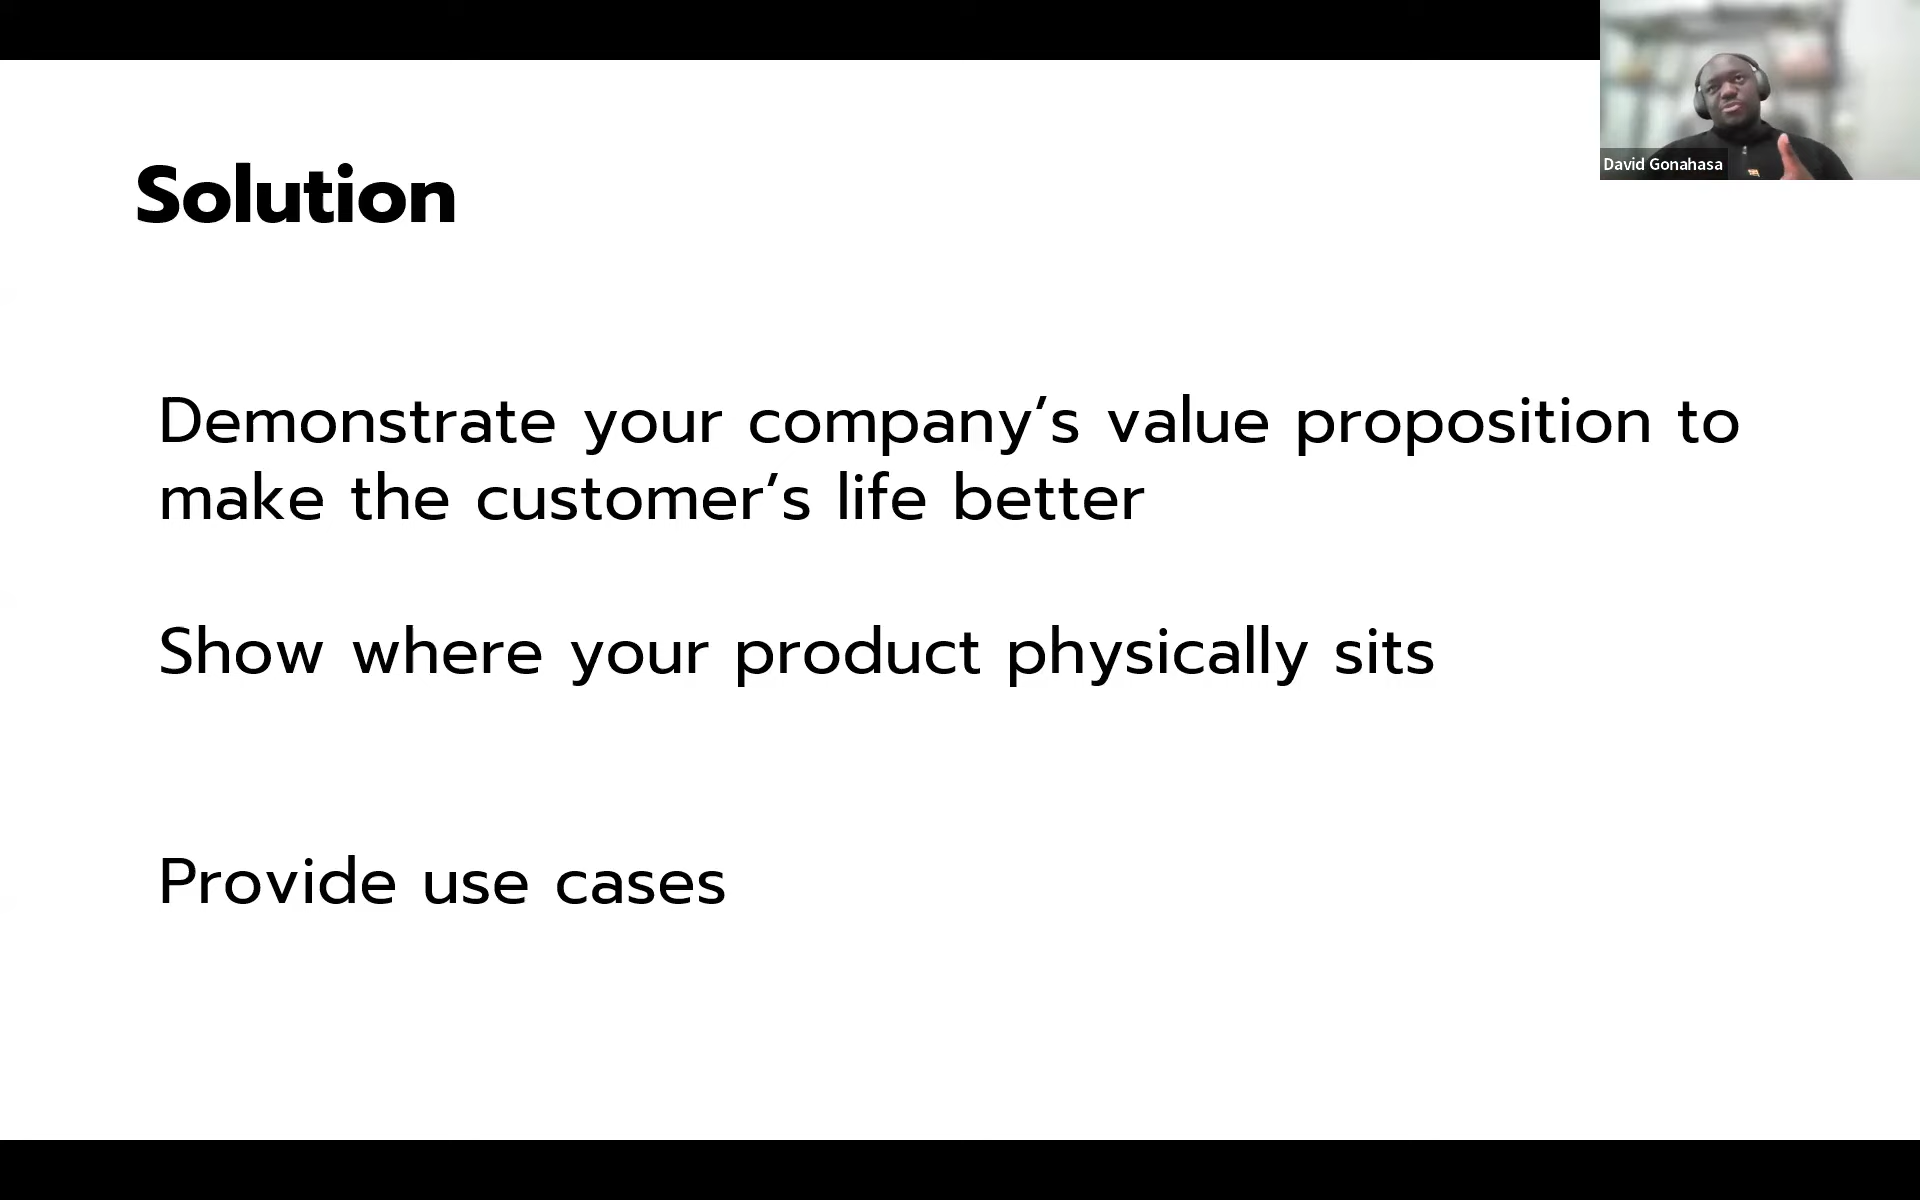 Solution
David Gonahasa
Demonstrate your company’s value proposition to
make the customer’s life better
Show where your product physically sits
Provide use cases